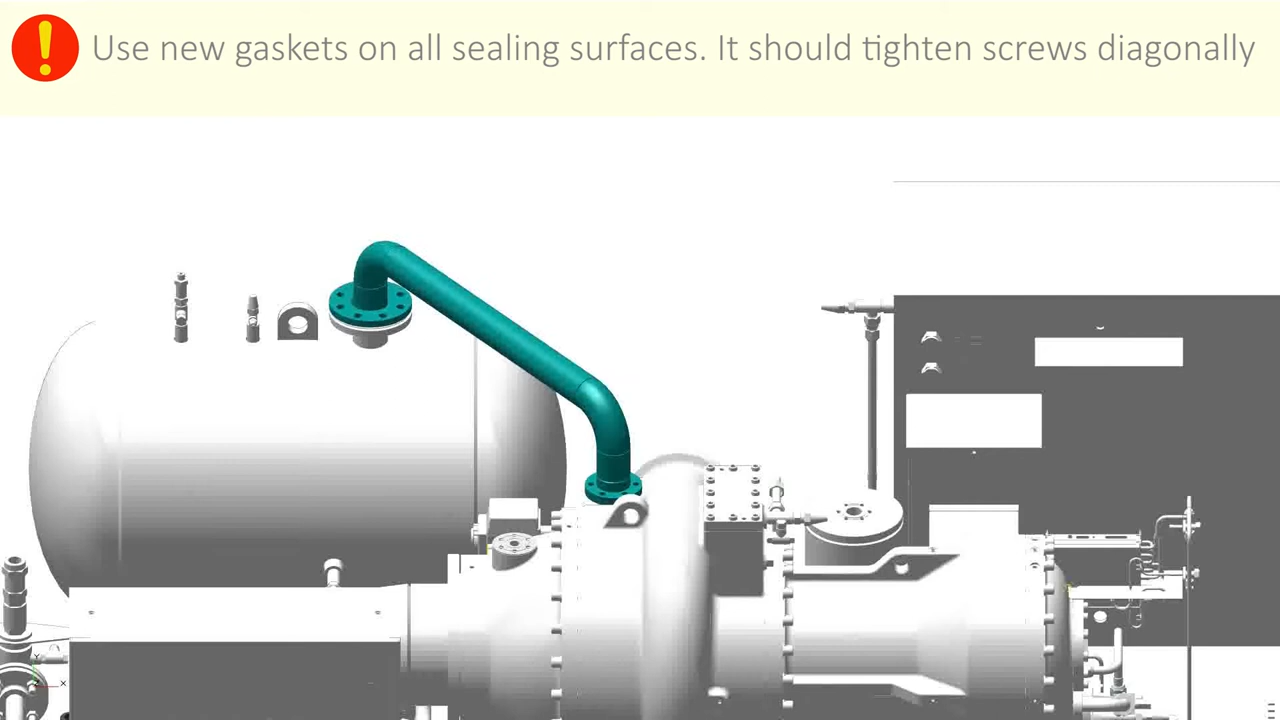 Use new gaskets on all sealing surfaces. It should tighten screws diagonally
Y
X